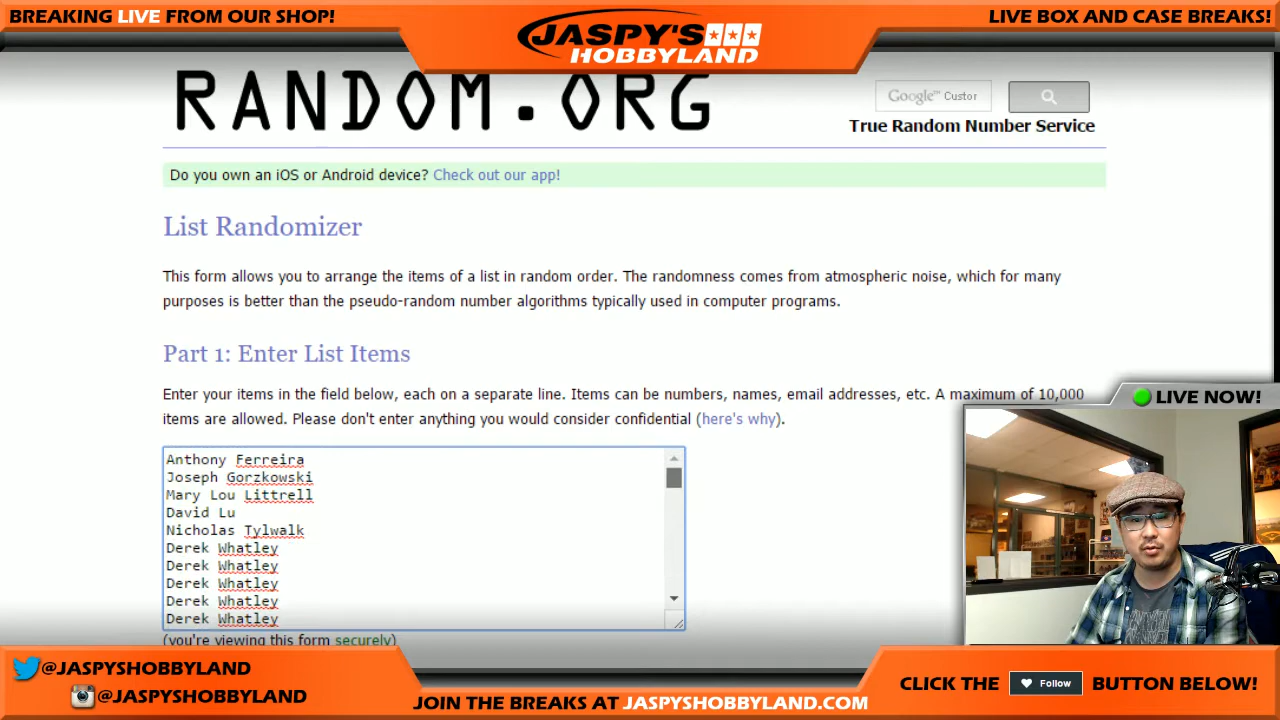 BREAKING LIVE FROM OUR SHOP!
JASPY'S
HOBBYLAND
LIVE BOX AND CASE BREAKS!
RANDOM.ORG
Google™ Custor
True Random Number Service
Do you own an iOS or Android device? Check out our app!
List Randomizer
This form allows you to arrange the items of a list in random order. The randomness comes from atmospheric noise, which for many
purposes is better than the pseudo-random number algorithms typically used in computer programs.
Part 1: Enter List Items
Enter your items in the field below, each on a separate line. Items can be numbers, names, email addresses, etc. A maximum of 10,000
items are allowed. Please don't enter anything you would consider confidential (here's why).
LIVE NOW!
Anthony Ferreira
Joseph Gorzkowski
Mary Lou Littrell
David Lu
Nicholas Tylwalk
Derek Whatley
Derek Whatley
Derek Whatley
Derek Whatley
Derek Whatley
(you're viewing this form securely)
@JASPYSHOBBYLAND
@JASPYSHOBBYLAND
JOIN THE BREAKS AT JASPYSHOBBYLAND.COM
CLICK THE Follow BUTTON BELOW!